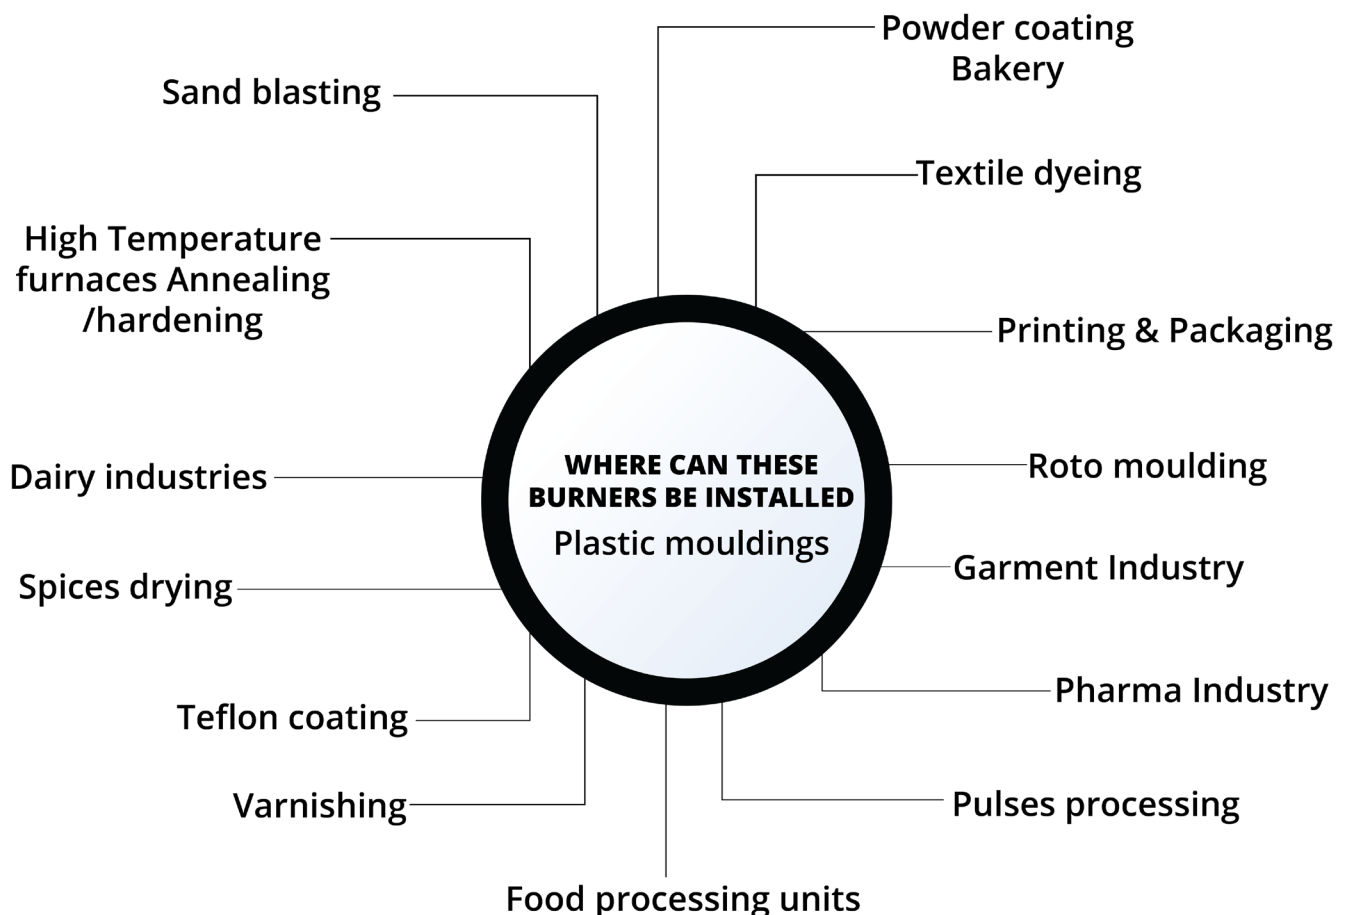 Powder coating
Bakery
Sand blasting
Textile dyeing
High Temperature
furnaces Annealing
/hardening
Printing & Packaging
WHERE CAN THESE
BURNERS BE INSTALLED
Plastic mouldings
Roto moulding
Dairy industries
Garment Industry
Spices drying
Pharma Industry
Teflon coating
Varnishing
Pulses processing
Food processing units